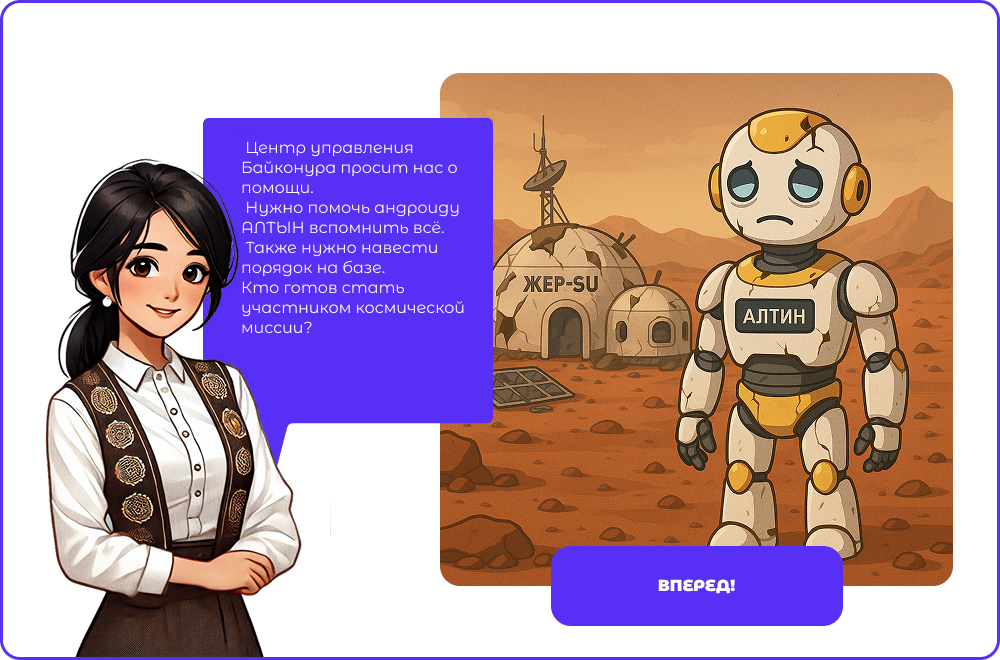 Центр управления
Байконура просит нас о
помощи.
Нужно помочь андроиду
АЛТЫН вспомнить всё.
Также нужно навести
порядок на базе.
Кто готов стать
участником космической
миссии?
ЖЕР-SU
АЛТИН
ВПЕРЕД!